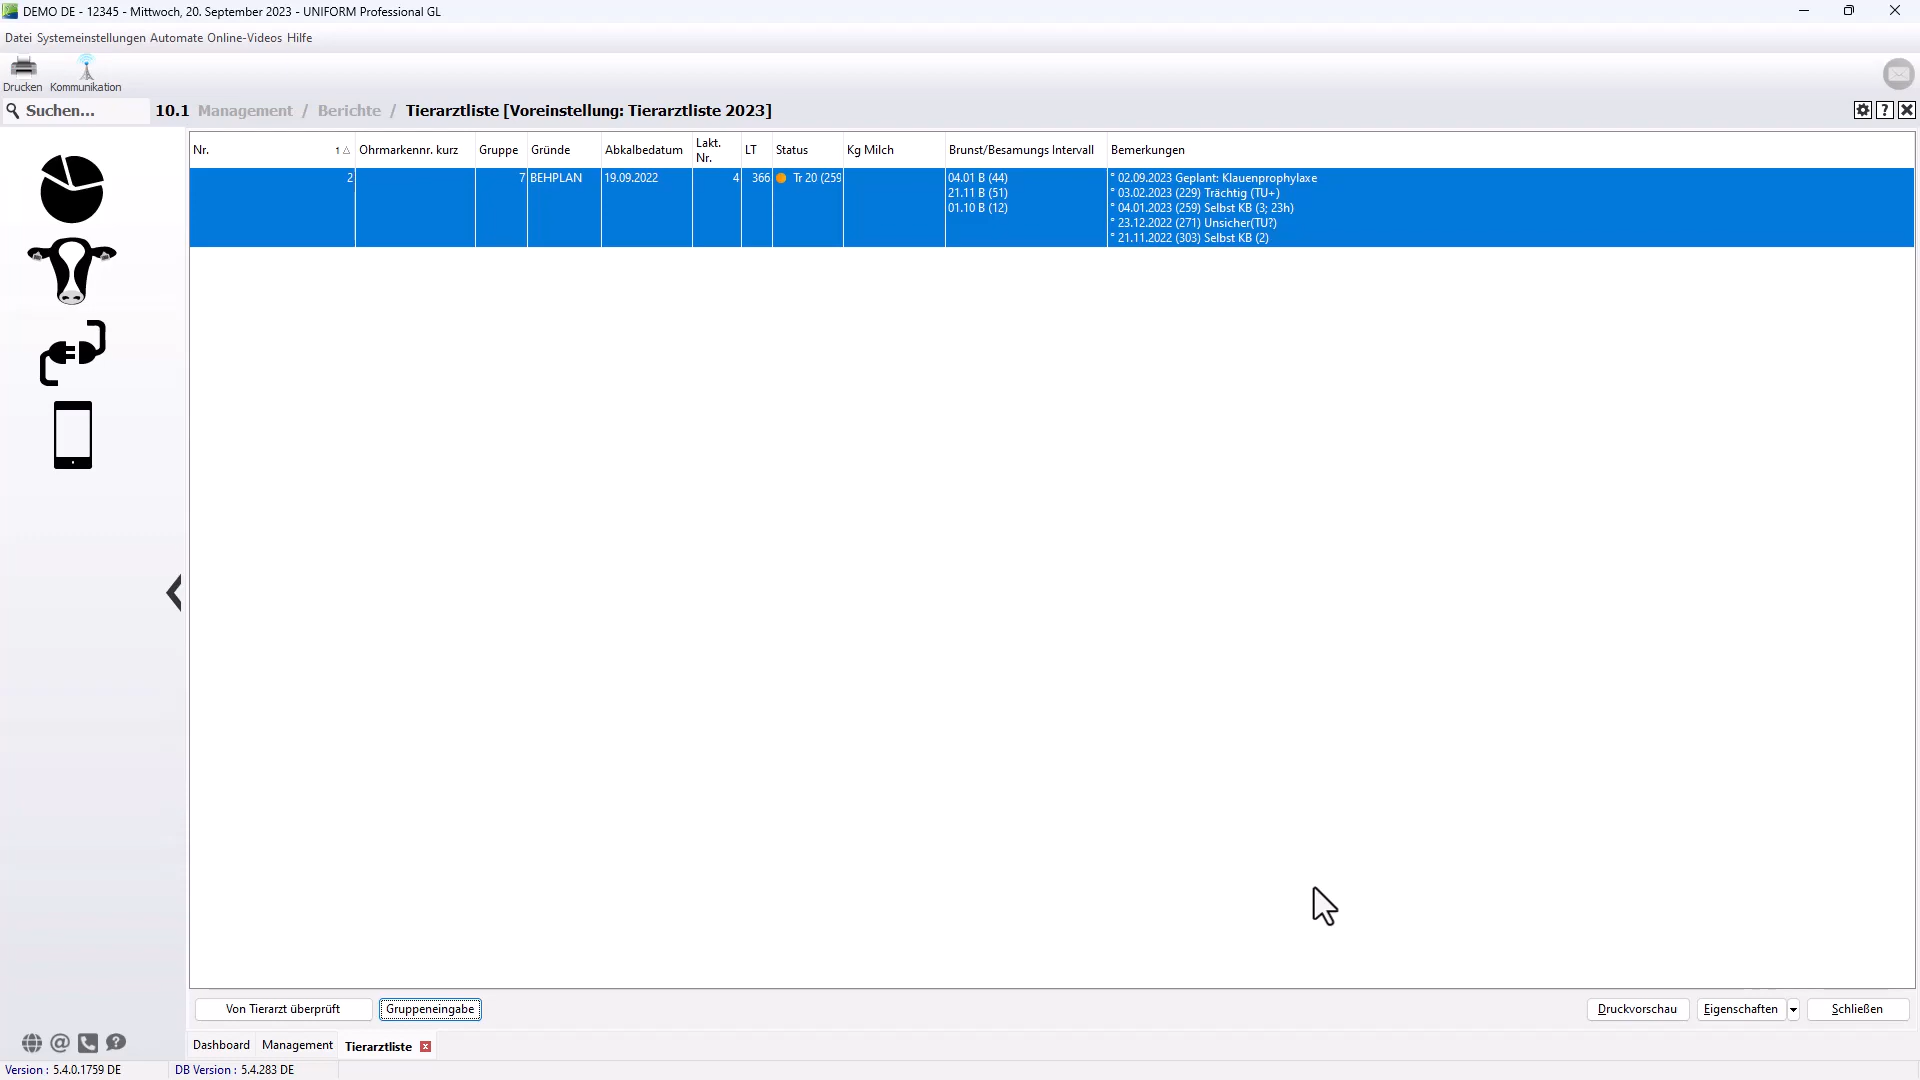 DEMO DE - 12345 - Mittwoch, 20. September 2023 - UNIFORM Professional GL
Datei Systemeinstellungen Automate Online-Videos Hilfe
Drucken Kommunikation
Suchen... 10.1 Management / Berichte / Tierarztliste [Voreinstellung: Tierarztliste 2023]
Nr. 1 Ohrmarkennr. kurz Gruppe Gründe Abkalbedatum Lakt. Nr. LT Status Kg Milch Brunst/Besamungs Intervall Bemerkungen
2 7 BEHPLAN 19.09.2022 4 366 Tr 20 (259 04.01 B (44) ° 02.09.2023 Geplant: Klauenprophylaxe
21.11 B (51) ° 03.02.2023 (229) Trächtig (TU+)
01.10 B (12) ° 04.01.2023 (259) Selbst KB (3; 23h)
° 23.12.2022 (271) Unsicher(TU?)
° 21.11.2022 (303) Selbst KB (2)
Von Tierarzt überprüft Gruppeneingabe Druckvorschau Eigenschaften Schließen
Dashboard Management Tierarztliste
Version : 5.4.0.1759 DE DB Version : 5.4.283 DE